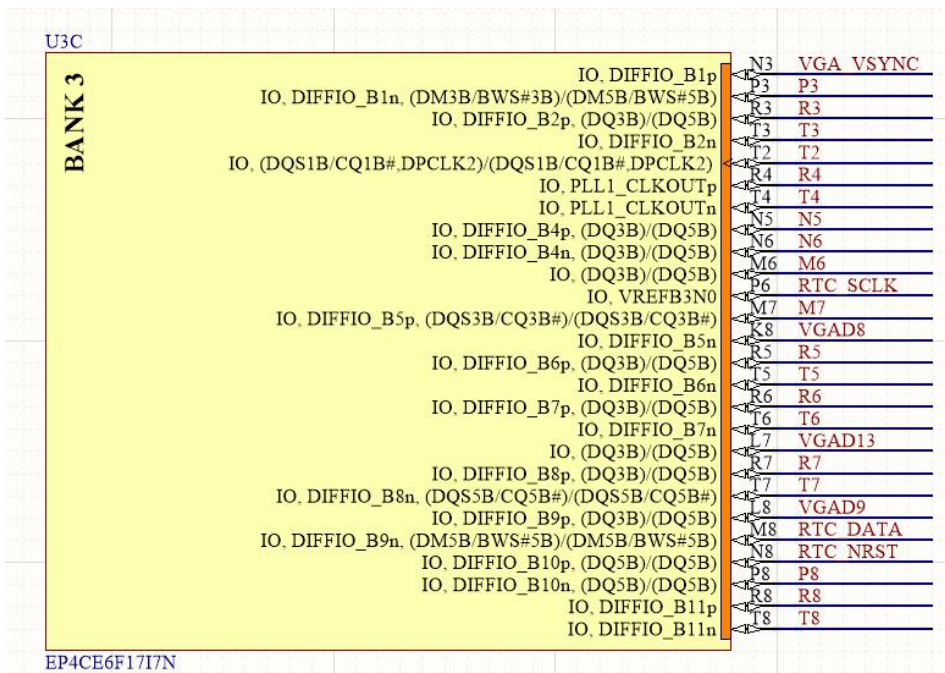 U3C
BANK 3
IO, DIFFIO_B1p N3 VGA_VSYNC
IO, DIFFIO_B1n, (DM3B/BWS#3B)/(DM5B/BWS#5B) P3 P3
IO, DIFFIO_B2p, (DQ3B)/(DQ5B) R3 R3
IO, DIFFIO_B2n T3 T3
IO, (DQS1B/CQ1B#,DPCLK2)/(DQS1B/CQ1B#,DPCLK2) T2 T2
IO, PLL1_CLKOUTp R4 R4
IO, PLL1_CLKOUTn T4 T4
IO, DIFFIO_B4p, (DQ3B)/(DQ5B) N5 N5
IO, DIFFIO_B4n, (DQ3B)/(DQ5B) N6 N6
IO, (DQ3B)/(DQ5B) M6 M6
IO, VREFB3N0 P6 RTC_SCLK
IO, DIFFIO_B5p, (DQS3B/CQ3B#)/(DQS3B/CQ3B#) M7 M7
IO, DIFFIO_B5n K8 VGAD8
IO, DIFFIO_B6p, (DQ3B)/(DQ5B) R5 R5
IO, DIFFIO_B6n T5 T5
IO, DIFFIO_B7p, (DQ3B)/(DQ5B) R6 R6
IO, DIFFIO_B7n T6 T6
IO, (DQ3B)/(DQ5B) L7 VGAD13
IO, DIFFIO_B8p, (DQ3B)/(DQ5B) R7 R7
IO, DIFFIO_B8n, (DQS5B/CQ5B#)/(DQS5B/CQ5B#) T7 T7
IO, DIFFIO_B9p, (DQ3B)/(DQ5B) L8 VGAD9
IO, DIFFIO_B9n, (DM5B/BWS#5B)/(DM5B/BWS#5B) M8 RTC_DATA
IO, DIFFIO_B10p, (DQ5B)/(DQ5B) N8 RTC_NRST
IO, DIFFIO_B10n, (DQ5B)/(DQ5B) P8 P8
IO, DIFFIO_B11p R8 R8
IO, DIFFIO_B11n T8 T8
EP4CE6F17I7N